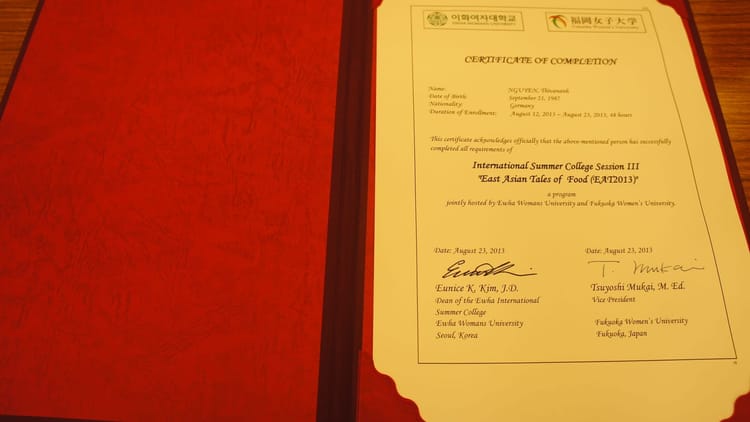 이화여자대학교
EWHA WOMANS UNIVERSITY
福岡女子大学
Fukuoka Women's University
CERTIFICATE OF COMPLETION
Name: NGUYEN, Thivananh
Date of Birth: September 21, 1987
Nationality: Germany
Duration of Enrollment: August 12, 2013 – August 23, 2013, 48 hours
This certificate acknowledges officially that the above-mentioned person has successfully
completed all requirements of
International Summer College Session III
"East Asian Tales of Food (EAT2013)"
a program
jointly hosted by Ewha Womans University and Fukuoka Women's University.
Date: August 23, 2013
Eunice K. Kim, J.D.
Dean of the Ewha International
Summer College
Ewha Womans University
Seoul, Korea
Date: August 23, 2013
T. Mukai
Tsuyoshi Mukai, M. Ed.
Vice President
Fukuoka Women's University
Fukuoka, Japan